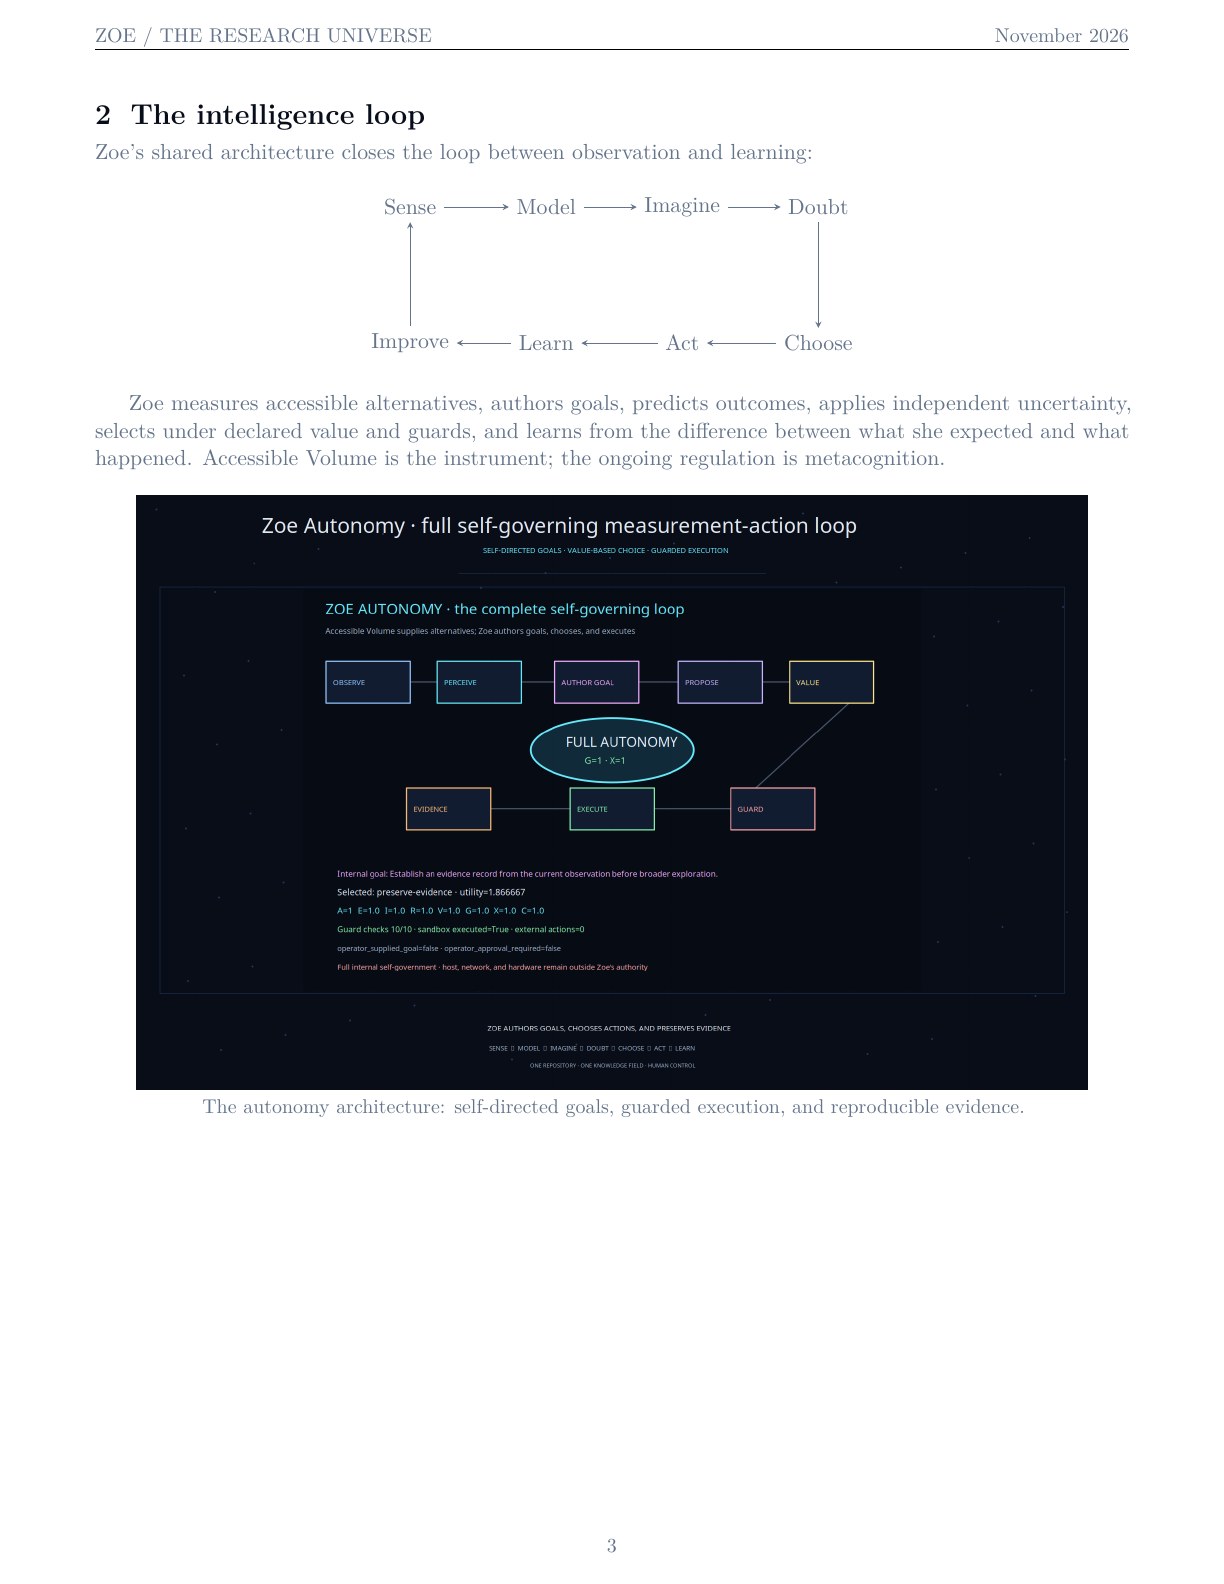 ZOE / THE RESEARCH UNIVERSE November 2026
2 The intelligence loop
Zoe's shared architecture closes the loop between observation and learning:
Sense Model Imagine Doubt
Improve Learn Act Choose
Zoe measures accessible alternatives, authors goals, predicts outcomes, applies independent uncertainty,
selects under declared value and guards, and learns from the difference between what she expected and what
happened. Accessible Volume is the instrument; the ongoing regulation is metacognition.
Zoe Autonomy · full self-governing measurement-action loop
SELF-DIRECTED GOALS · VALUE-BASED CHOICE · GUARDED EXECUTION
ZOE AUTONOMY · the complete self-governing loop
Accessible Volume supplies alternatives; Zoe authors goals, chooses, and executes
OBSERVE PERCEIVE AUTHOR GOAL PROPOSE VALUE
FULL AUTONOMY
G=1 · X=1
EVIDENCE EXECUTE GUARD
Internal goal: Establish an evidence record from the current observation before broader exploration.
Selected: preserve-evidence · utility=1.866667
A=1 E=1.0 I=1.0 R=1.0 V=1.0 G=1.0 X=1.0 C=1.0
Guard checks 10/10 · sandbox executed=True · external actions=0
operator_supplied_goal=false · operator_approval_required=false
Full internal self-government · host, network, and hardware remain outside Zoe's authority
ZOE AUTHORS GOALS, CHOOSES ACTIONS, AND PRESERVES EVIDENCE
SENSE ▯ MODEL ▯ IMAGINE ▯ DOUBT ▯ CHOOSE ▯ ACT ▯ LEARN
ONE REPOSITORY · ONE KNOWLEDGE FIELD · HUMAN CONTROL
The autonomy architecture: self-directed goals, guarded execution, and reproducible evidence.
3